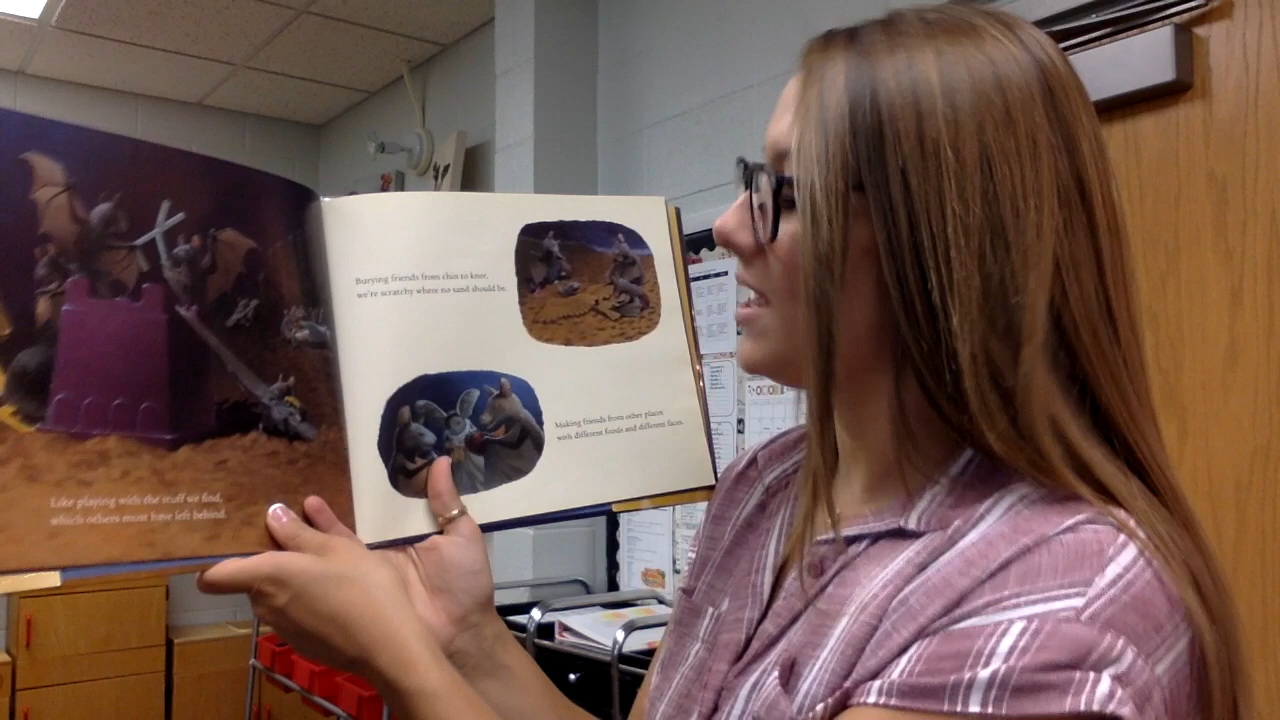 Like playing with the stuff we find,
which others must have left behind.
Burying friends from chin to knee,
we're scratchy where no sand should be.
Making friends from other places
with different foods and different faces.